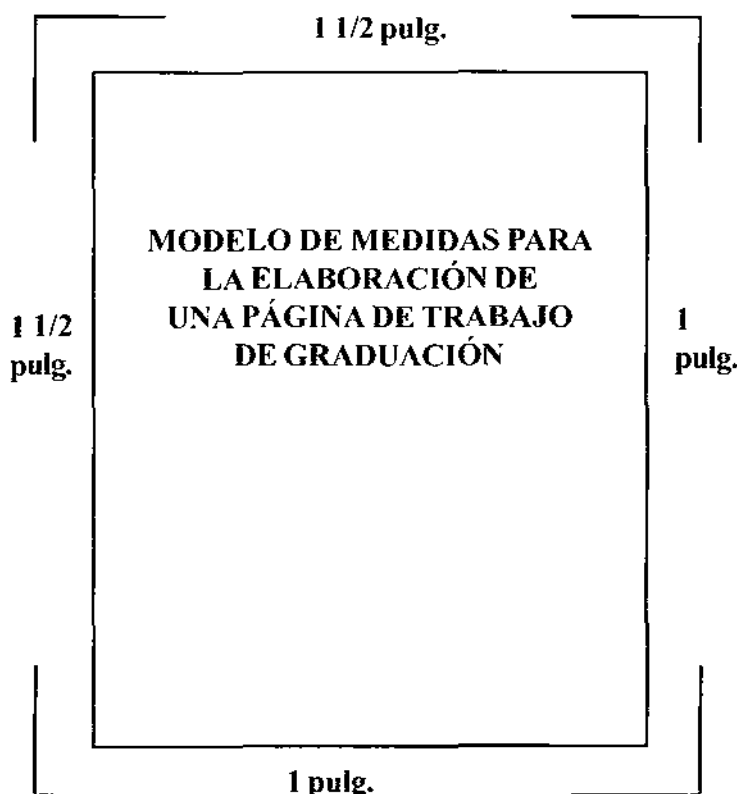 1 1/2 pulg.
MODELO DE MEDIDAS PARA
LA ELABORACIÓN DE
UNA PÁGINA DE TRABAJO
DE GRADUACIÓN
1 1/2
pulg.
1
pulg.
1 pulg.